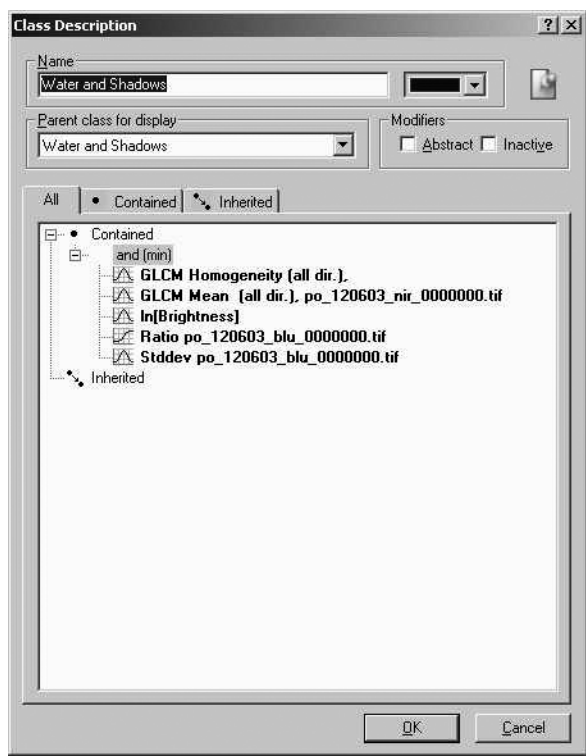 Class Description
Name
Water and Shadows
Parent class for display
Water and Shadows
Modifiers
Abstract
Inactive
All
Contained
Inherited
Contained
and (min)
GLCM Homogeneity (all dir.),
GLCM Mean (all dir.), po_120603_nir_0000000.tif
ln[Brightness]
Ratio po_120603_blu_0000000.tif
Stddev po_120603_blu_0000000.tif
Inherited
OK
Cancel